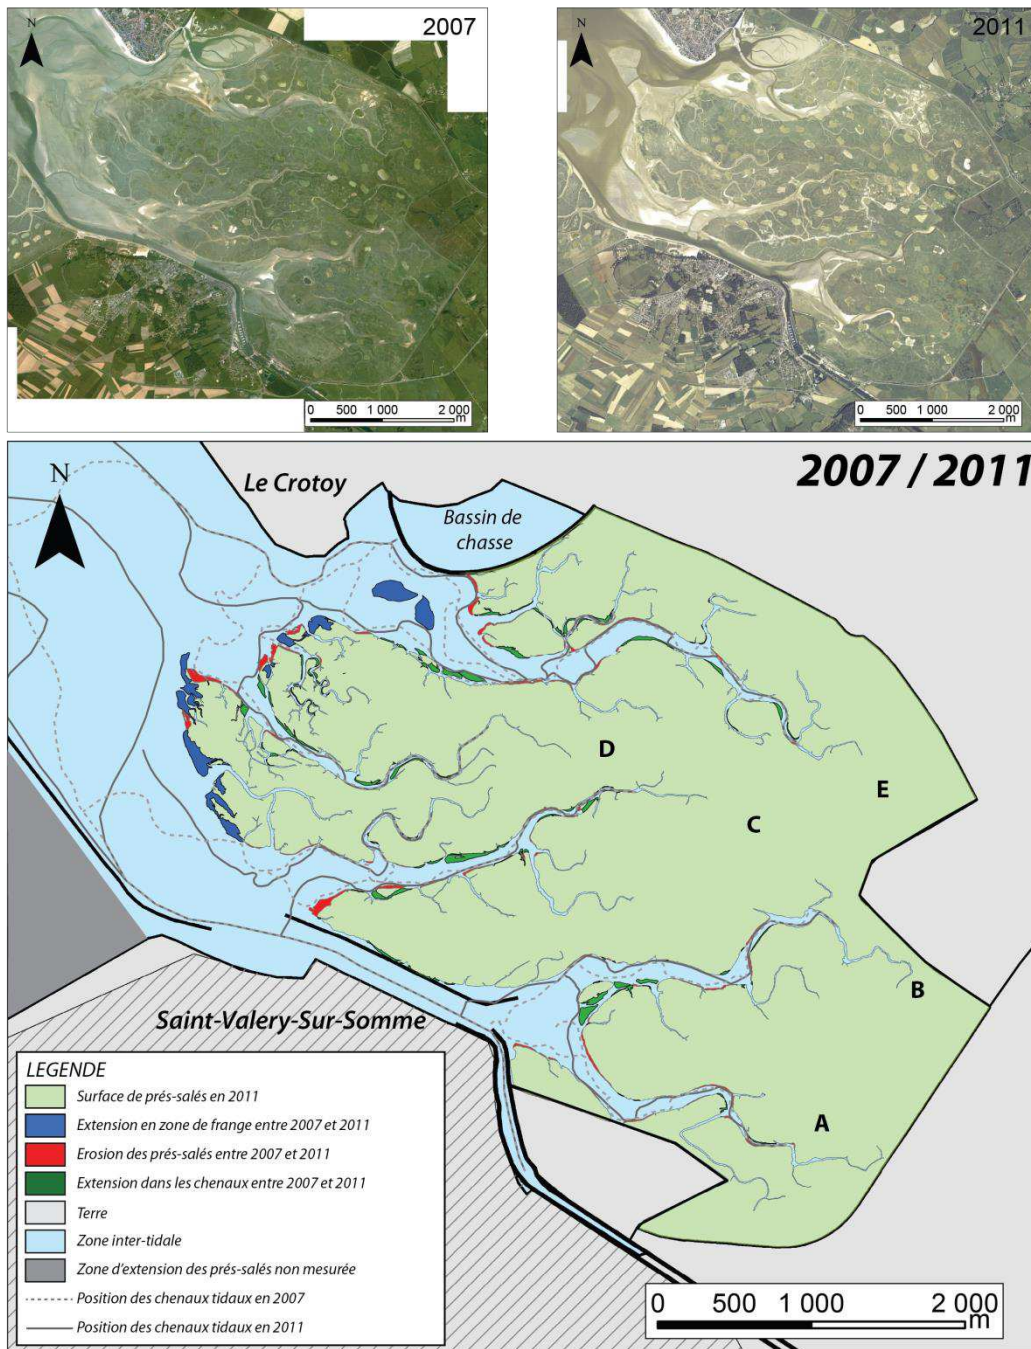 N
2007
0 500 1 000 2 000
m
N
2011
0 500 1 000 2 000
m
2007 / 2011
N
Le Crotoy
Bassin de
chasse
D
E
C
B
Saint-Valery-Sur-Somme
A
LEGENDE
Surface de prés-salés en 2011
Extension en zone de frange entre 2007 et 2011
Erosion des prés-salés entre 2007 et 2011
Extension dans les chenaux entre 2007 et 2011
Terre
Zone inter-tidale
Zone d'extension des prés-salés non mesurée
Position des chenaux tidaux en 2007
Position des chenaux tidaux en 2011
0 500 1 000 2 000
m